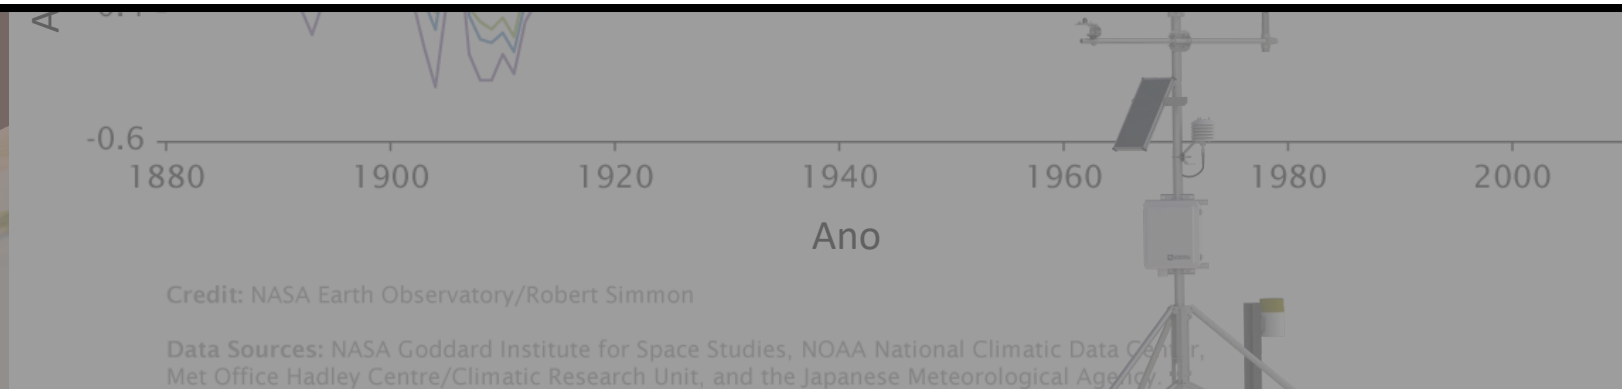 -0.6
1880 1900 1920 1940 1960 1980 2000
Ano
Credit: NASA Earth Observatory/Robert Simmon
Data Sources: NASA Goddard Institute for Space Studies, NOAA National Climatic Data Center,
Met Office Hadley Centre/Climatic Research Unit, and the Japanese Meteorological Agency.